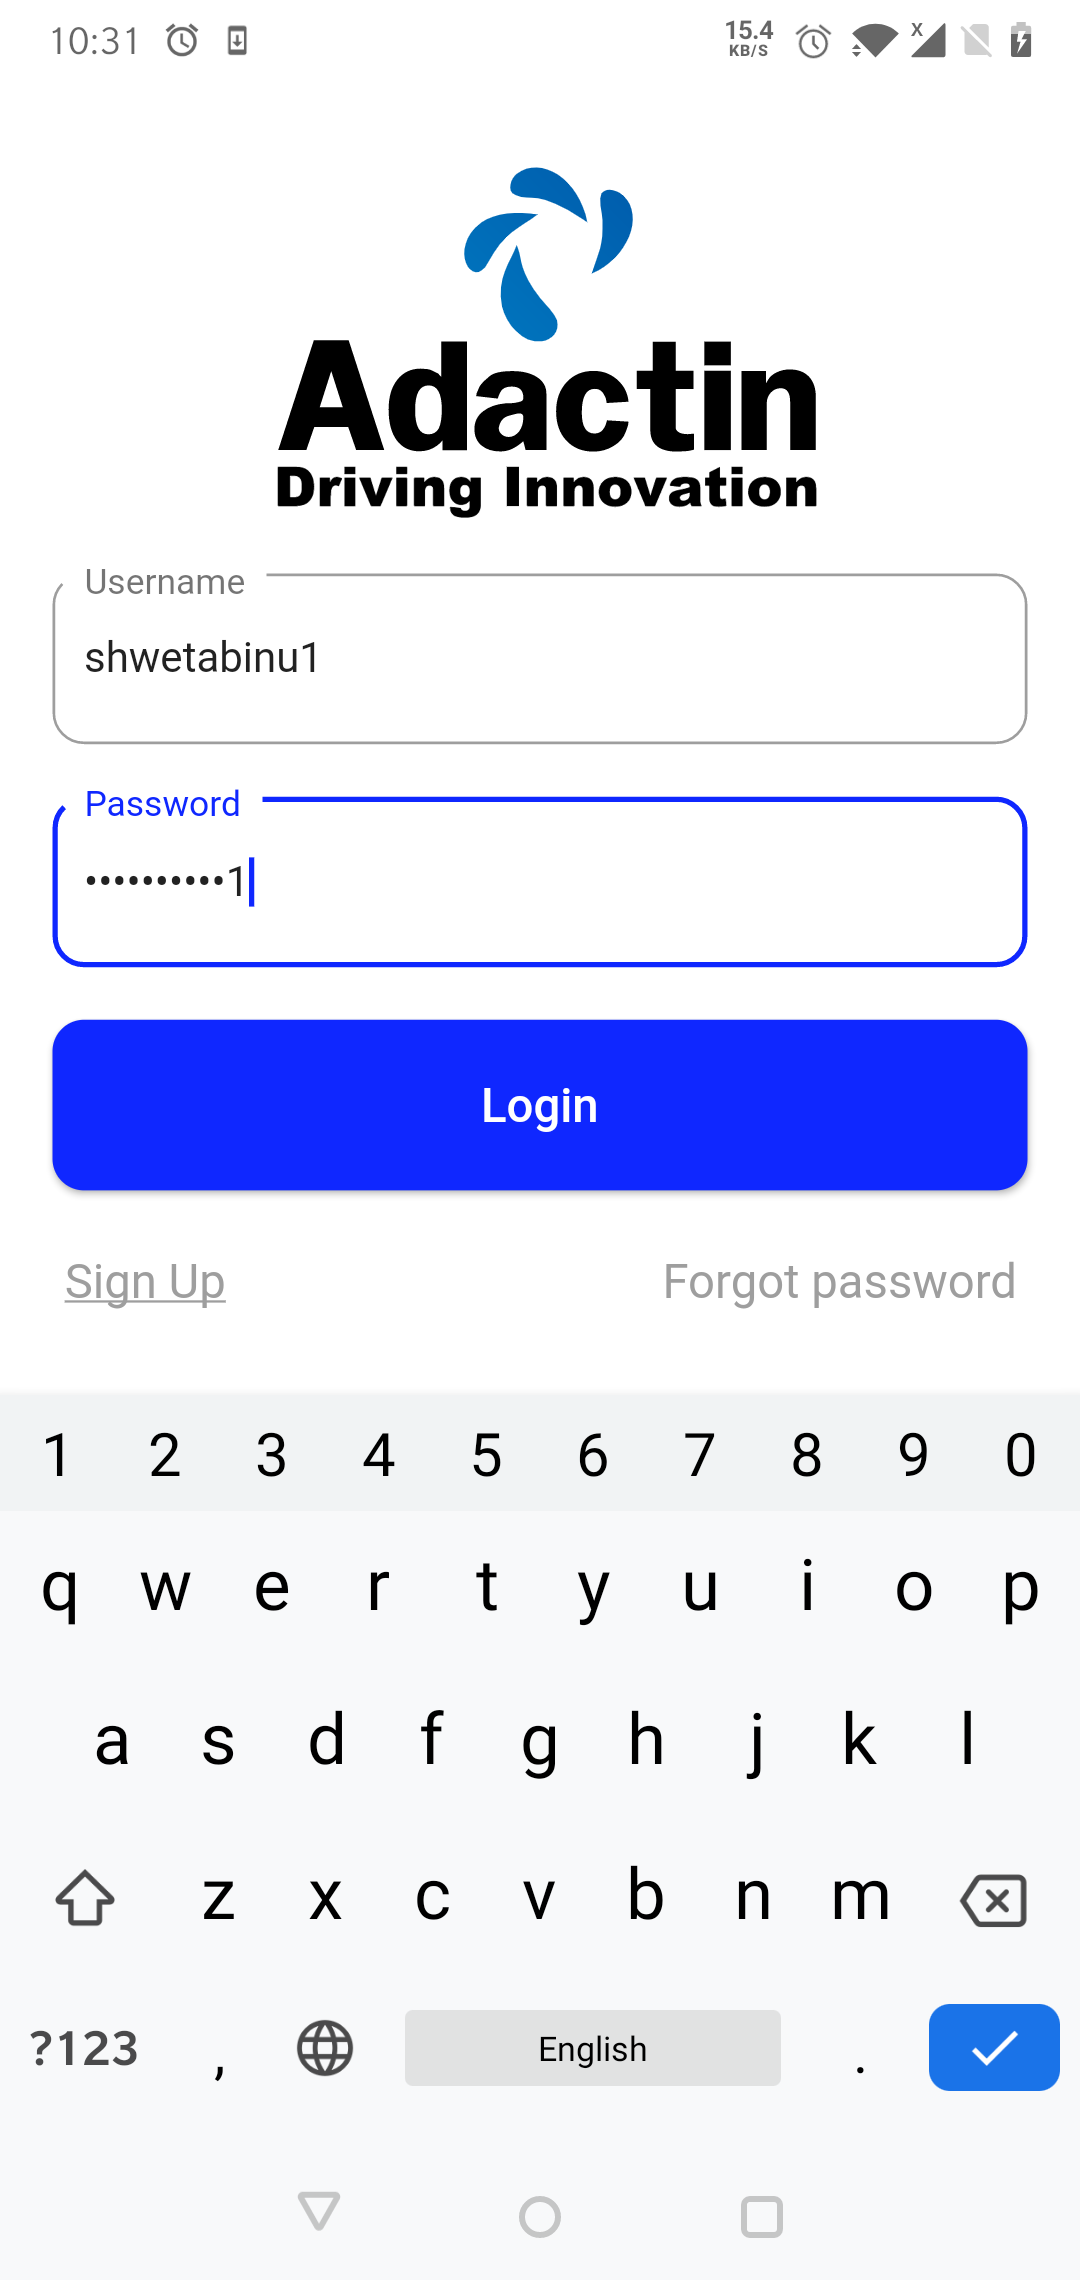 10:31
15.4
KB/S
x
Adactin
Driving Innovation
Username
shwetabinu1
Password
••••••••••1
Login
Sign Up
Forgot password
1 2 3 4 5 6 7 8 9 0
q w e r t y u i o p
a s d f g h j k l
z x c v b n m
?123 , English .